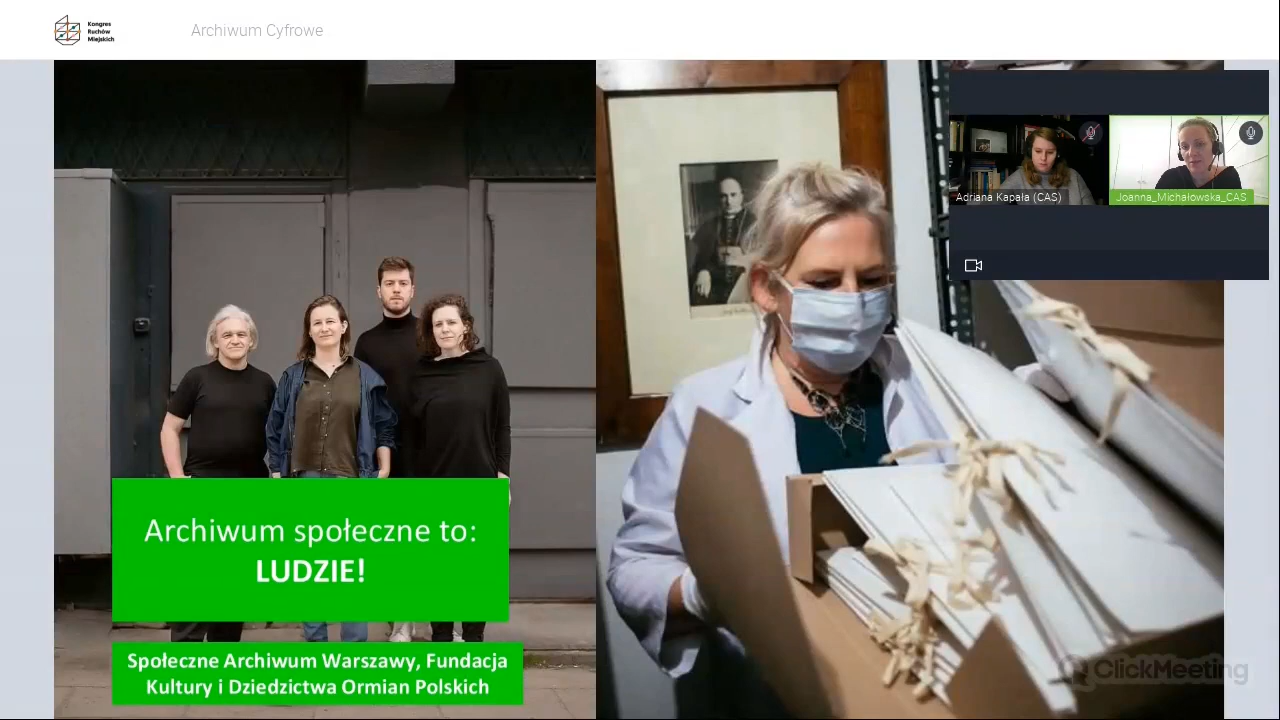 Kongres
Ruchów
Miejskich
Archiwum Cyfrowe
Adriana Kapała (CAS)
Joanna_Michałowska_CAS
Archiwum społeczne to:
LUDZIE!
Społeczne Archiwum Warszawy, Fundacja
Kultury i Dziedzictwa Ormian Polskich
ClickMeeting